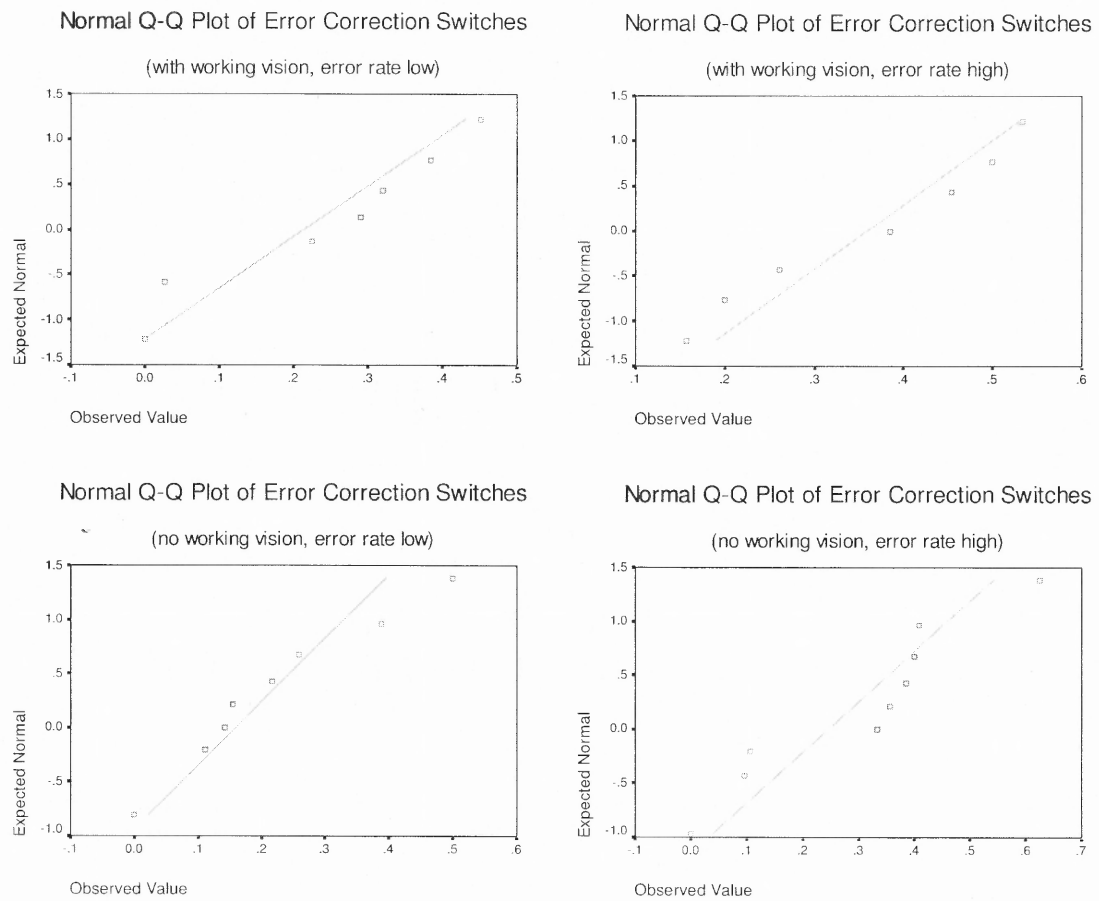 Normal Q-Q Plot of Error Correction Switches
(with working vision, error rate low)
1.5
1.0
.5
0.0
-.5
-1.0
-1.5
Expected Normal
-.1 0.0 .1 .2 .3 .4 .5
Observed Value
Normal Q-Q Plot of Error Correction Switches
(with working vision, error rate high)
1.5
1.0
.5
0.0
-.5
-1.0
-1.5
Expected Normal
.1 .2 .3 .4 .5 .6
Observed Value
Normal Q-Q Plot of Error Correction Switches
(no working vision, error rate low)
1.5
1.0
.5
0.0
-.5
-1.0
Expected Normal
-.1 0.0 .1 .2 .3 .4 .5 .6
Observed Value
Normal Q-Q Plot of Error Correction Switches
(no working vision, error rate high)
1.5
1.0
.5
0.0
-.5
-1.0
Expected Normal
-.1 0.0 .1 .2 .3 .4 .5 .6 .7
Observed Value